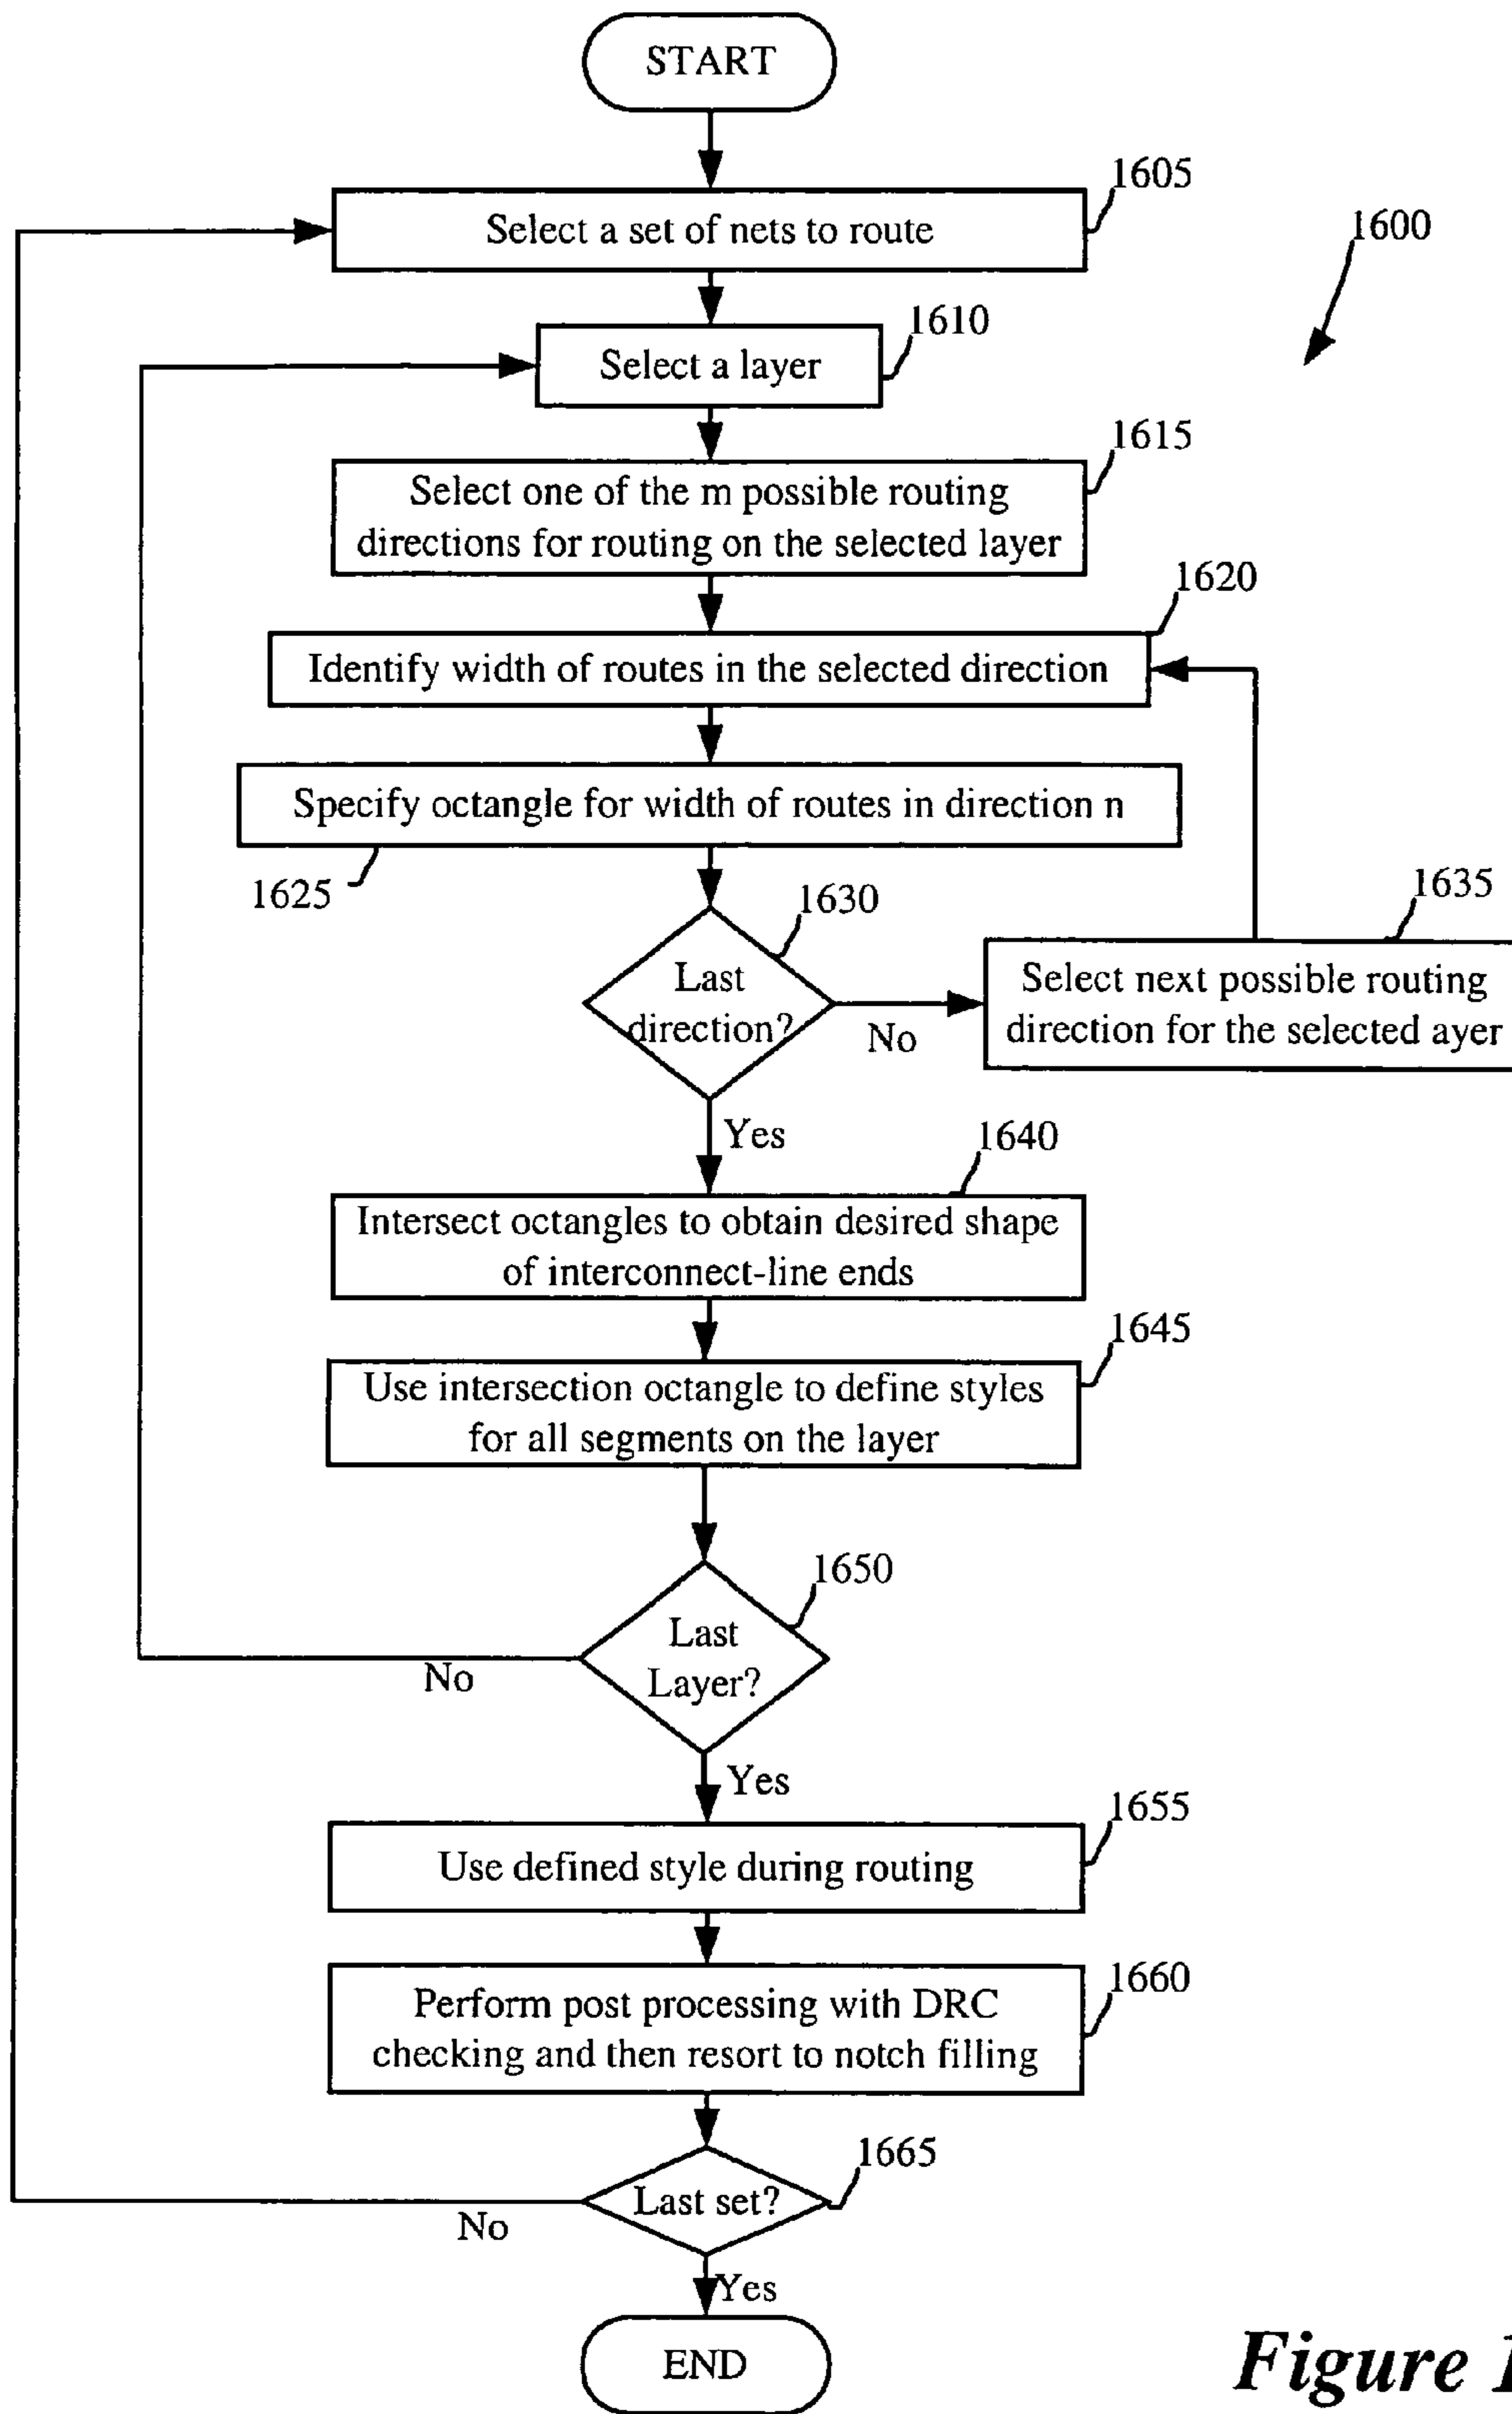 START
1605
Select a set of nets to route
1600
1610
Select a layer
1615
Select one of the m possible routing
directions for routing on the selected layer
1620
Identify width of routes in the selected direction
Specify octangle for width of routes in direction n
1625
1630
Last
direction?
No
1635
Select next possible routing
direction for the selected ayer
Yes
1640
Intersect octangles to obtain desired shape
of interconnect-line ends
1645
Use intersection octangle to define styles
for all segments on the layer
1650
Last
Layer?
No
Yes
1655
Use defined style during routing
1660
Perform post processing with DRC
checking and then resort to notch filling
1665
Last set?
No
Yes
END
Figure